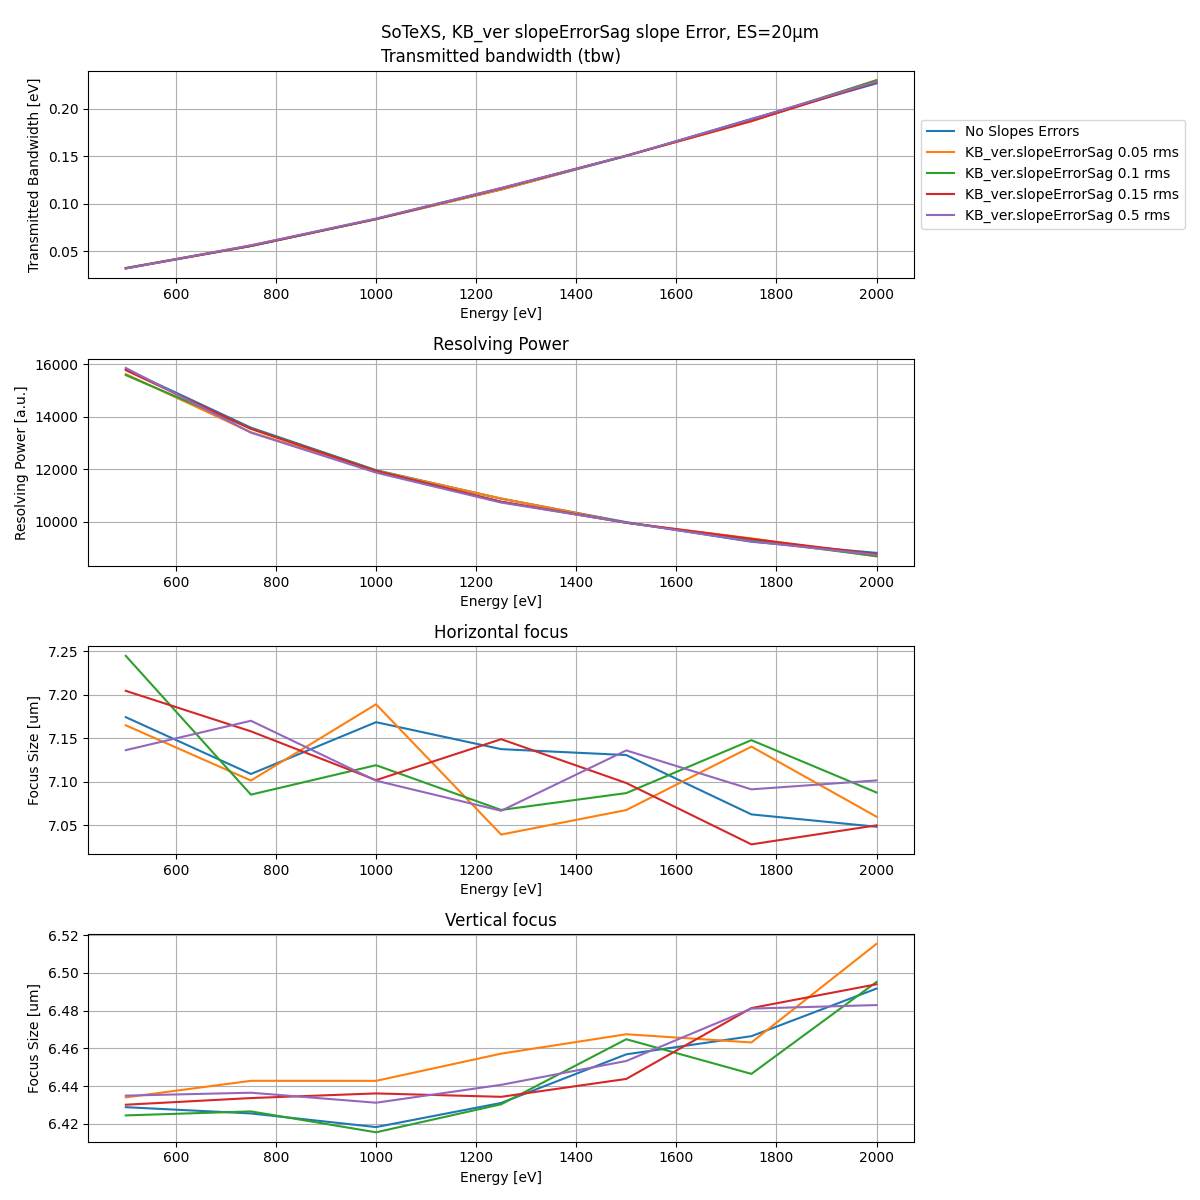 SoTeXS, KB_ver slopeErrorSag slope Error, ES=20μm
Transmitted bandwidth (tbw)
Transmitted Bandwidth [eV]
0.20
0.15
0.10
0.05
600 800 1000 1200 1400 1600 1800 2000
Energy [eV]
No Slopes Errors
KB_ver.slopeErrorSag 0.05 rms
KB_ver.slopeErrorSag 0.1 rms
KB_ver.slopeErrorSag 0.15 rms
KB_ver.slopeErrorSag 0.5 rms
Resolving Power
Resolving Power [a.u.]
16000
14000
12000
10000
600 800 1000 1200 1400 1600 1800 2000
Energy [eV]
Horizontal focus
Focus Size [um]
7.25
7.20
7.15
7.10
7.05
600 800 1000 1200 1400 1600 1800 2000
Energy [eV]
Vertical focus
Focus Size [um]
6.52
6.50
6.48
6.46
6.44
6.42
600 800 1000 1200 1400 1600 1800 2000
Energy [eV]